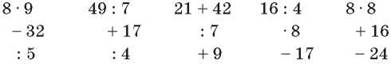 8 · 9 49 : 7 21 + 42 16 : 4 8 · 8
− 32 + 17 : 7 · 8 + 16
: 5 : 4 + 9 − 17 − 24